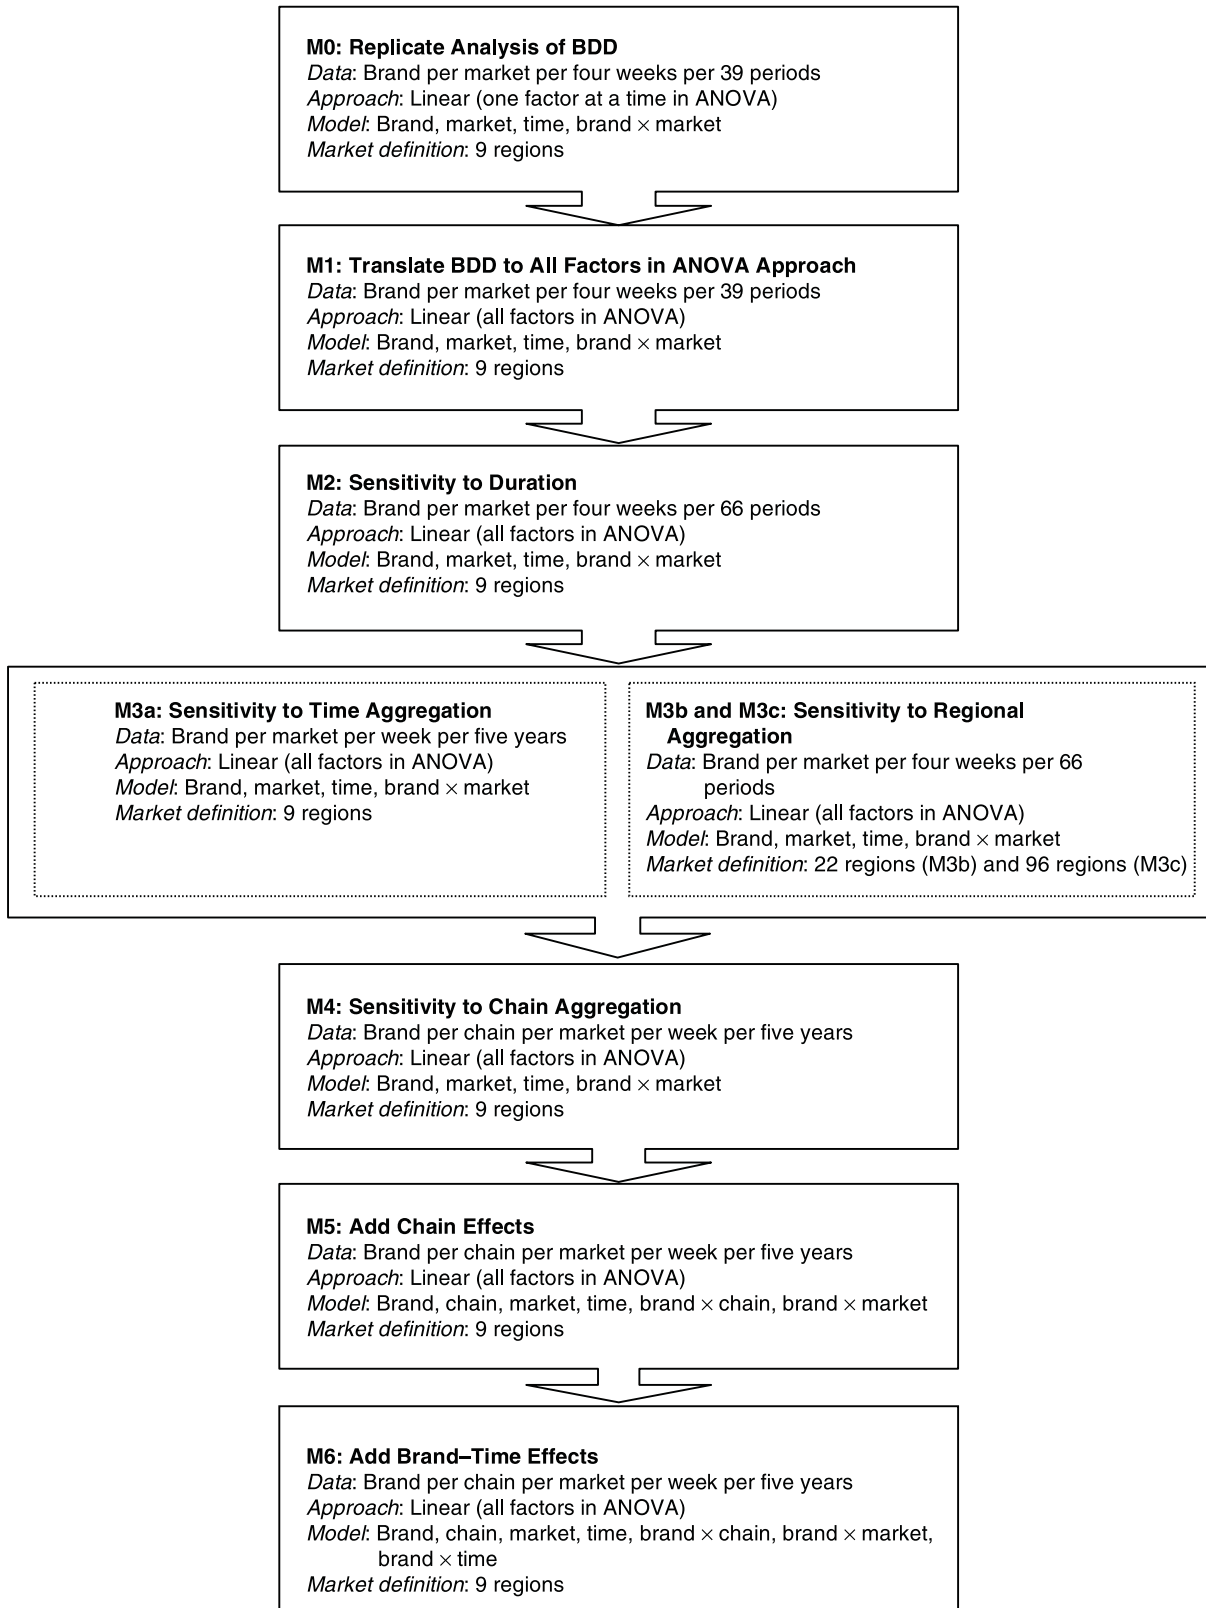 M0: Replicate Analysis of BDD
Data: Brand per market per four weeks per 39 periods
Approach: Linear (one factor at a time in ANOVA)
Model: Brand, market, time, brand × market
Market definition: 9 regions
M1: Translate BDD to All Factors in ANOVA Approach
Data: Brand per market per four weeks per 39 periods
Approach: Linear (all factors in ANOVA)
Model: Brand, market, time, brand × market
Market definition: 9 regions
M2: Sensitivity to Duration
Data: Brand per market per four weeks per 66 periods
Approach: Linear (all factors in ANOVA)
Model: Brand, market, time, brand × market
Market definition: 9 regions
M3a: Sensitivity to Time Aggregation
Data: Brand per market per week per five years
Approach: Linear (all factors in ANOVA)
Model: Brand, market, time, brand × market
Market definition: 9 regions
M3b and M3c: Sensitivity to Regional
Aggregation
Data: Brand per market per four weeks per 66
periods
Approach: Linear (all factors in ANOVA)
Model: Brand, market, time, brand × market
Market definition: 22 regions (M3b) and 96 regions (M3c)
M4: Sensitivity to Chain Aggregation
Data: Brand per chain per market per week per five years
Approach: Linear (all factors in ANOVA)
Model: Brand, market, time, brand × market
Market definition: 9 regions
M5: Add Chain Effects
Data: Brand per chain per market per week per five years
Approach: Linear (all factors in ANOVA)
Model: Brand, chain, market, time, brand × chain, brand × market
Market definition: 9 regions
M6: Add Brand–Time Effects
Data: Brand per chain per market per week per five years
Approach: Linear (all factors in ANOVA)
Model: Brand, chain, market, time, brand × chain, brand × market,
brand × time
Market definition: 9 regions